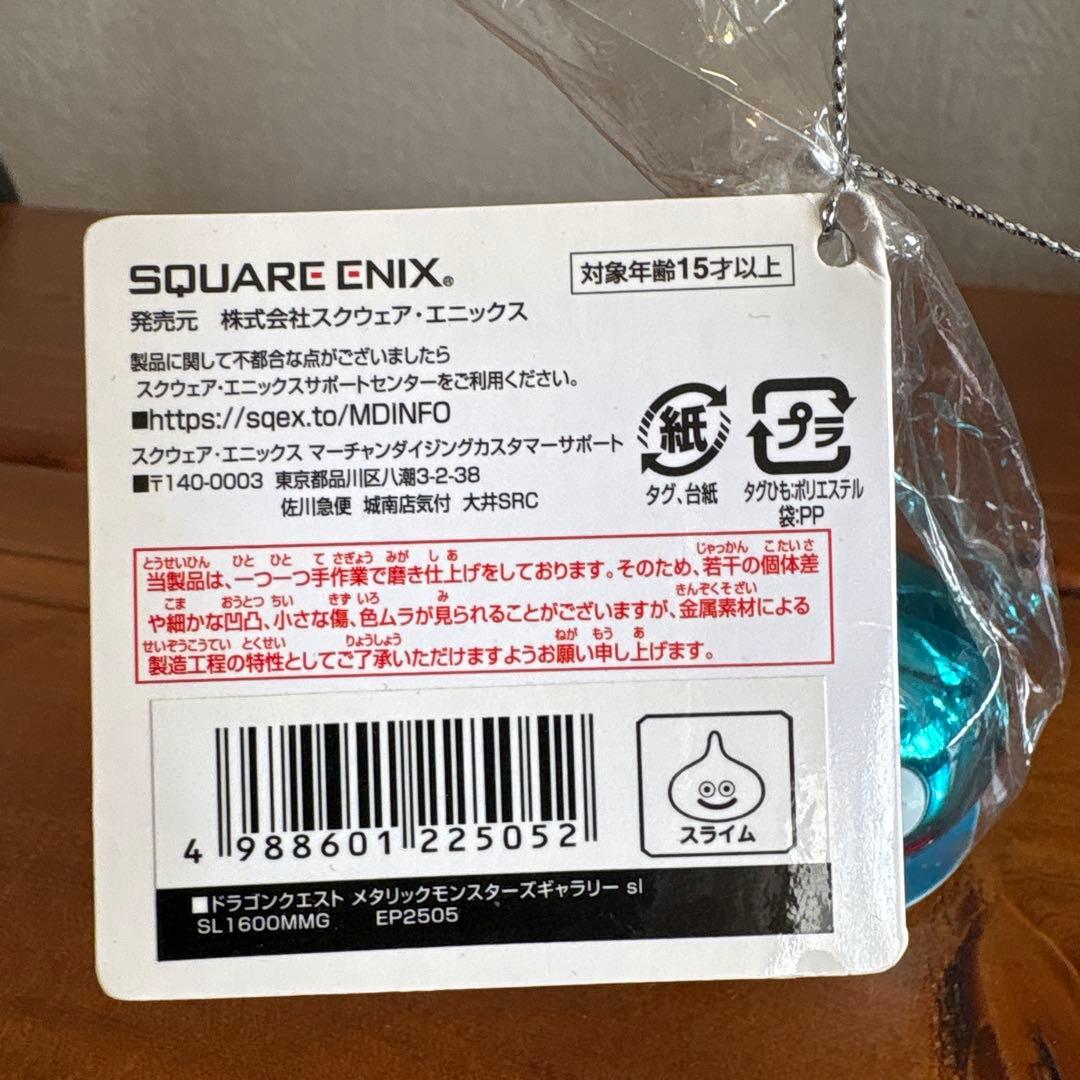 SQUARE ENIX®
対象年齢15才以上
発売元 株式会社スクウェア・エニックス
製品に関して不都合な点がございましたら
スクウェア・エニックスサポートセンターをご利用ください。
■https://sqex.to/MDINFO
スクウェア・エニックス マーチャンダイジングカスタマーサポート
■〒140-0003 東京都品川区八潮3-2-38
佐川急便 城南店気付 大井SRC
紙
タグ、台紙
プラ
タグひも:ポリエステル
袋:PP
とうせいひん ひと ひと て さぎょう みが し あ じゃっかん こたいさ
当製品は、一つ一つ手作業で磨き仕上げをしております。そのため、若干の個体差
こま おうとつ ちい きず いろ み きんぞくそざい
や細かな凹凸、小さな傷、色ムラが見られることがございますが、金属素材による
せいぞうこうてい とくせい りょうしょう ねが もう あ
製造工程の特性としてご了承いただけますようお願い申し上げます。
4 988601 225052
スライム
■ドラゴンクエスト メタリックモンスターズギャラリー sl
SL1600MMG EP2505